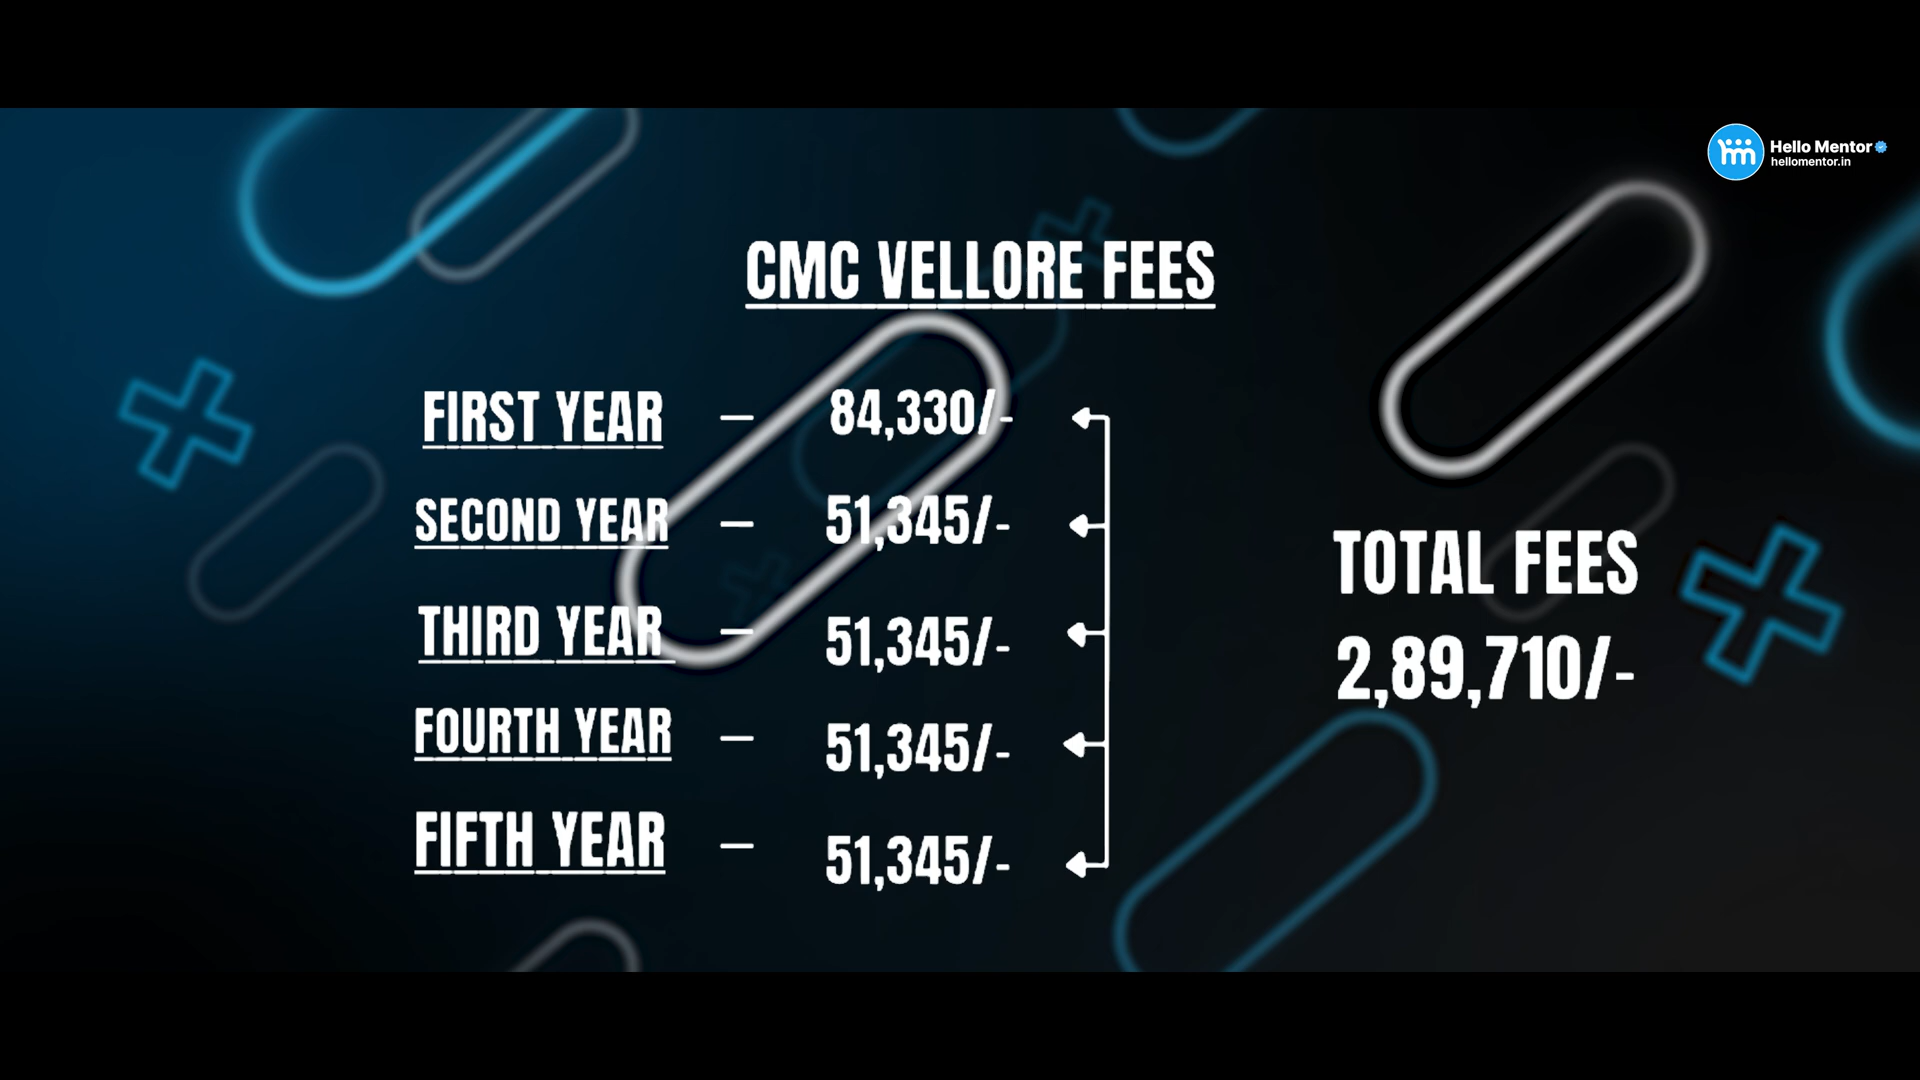 Hello Mentor
hellomentor.in
CMC VELLORE FEES
FIRST YEAR – 84,330/-
SECOND YEAR – 51,345/-
THIRD YEAR – 51,345/-
FOURTH YEAR – 51,345/-
FIFTH YEAR – 51,345/-
TOTAL FEES
2,89,710/-